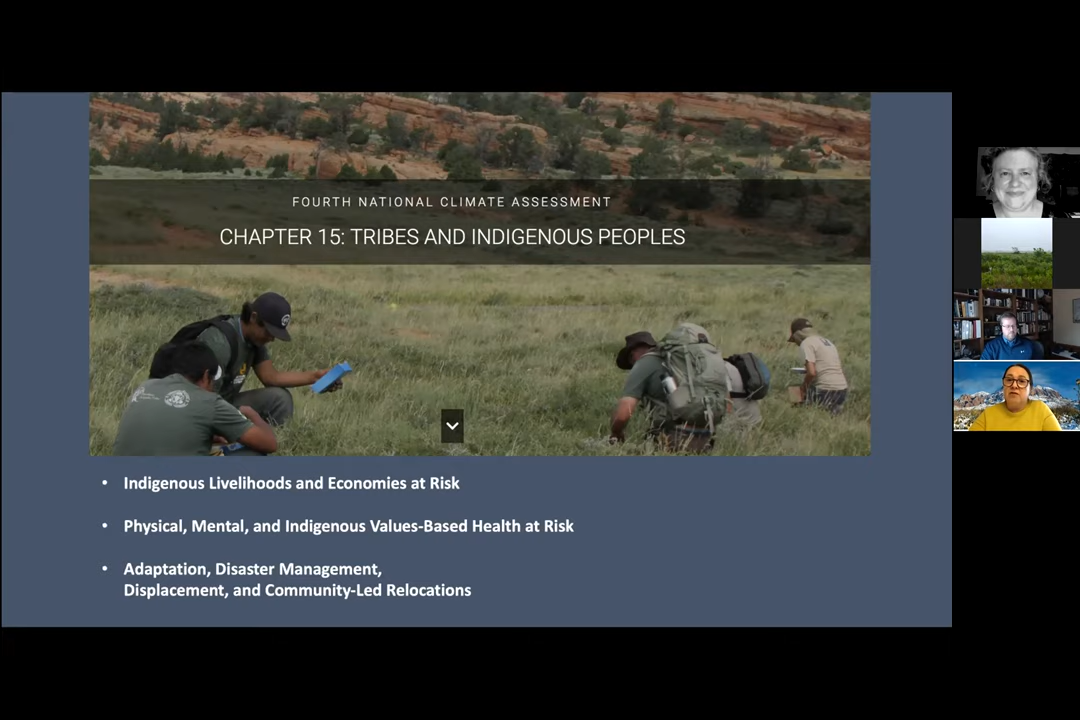 FOURTH NATIONAL CLIMATE ASSESSMENT
CHAPTER 15: TRIBES AND INDIGENOUS PEOPLES
• Indigenous Livelihoods and Economies at Risk
• Physical, Mental, and Indigenous Values-Based Health at Risk
• Adaptation, Disaster Management,
Displacement, and Community-Led Relocations